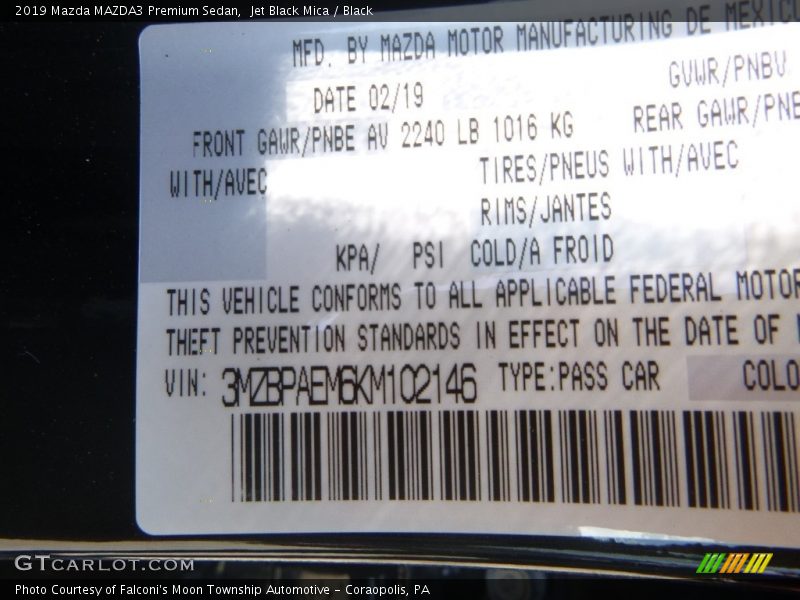 2019 Mazda MAZDA3 Premium Sedan,  Jet Black Mica / Black
MFD. BY MAZDA MOTOR MANUFACTURING DE MEXICO
DATE 02/19
GVWR/PNBV
FRONT GAWR/PNBE AV 2240 LB 1016 KG
REAR GAWR/PNBE
WITH/AVEC
TIRES/PNEUS WITH/AVEC
RIMS/JANTES
KPA/ PSI COLD/A FROID
THIS VEHICLE CONFORMS TO ALL APPLICABLE FEDERAL MOTOR
THEFT PREVENTION STANDARDS IN EFFECT ON THE DATE OF
VIN: 3MZBPAEM6KM102146 TYPE:PASS CAR COLO
GTCARLOT.COM
Photo Courtesy of Falconi's Moon Township Automotive - Coraopolis, PA